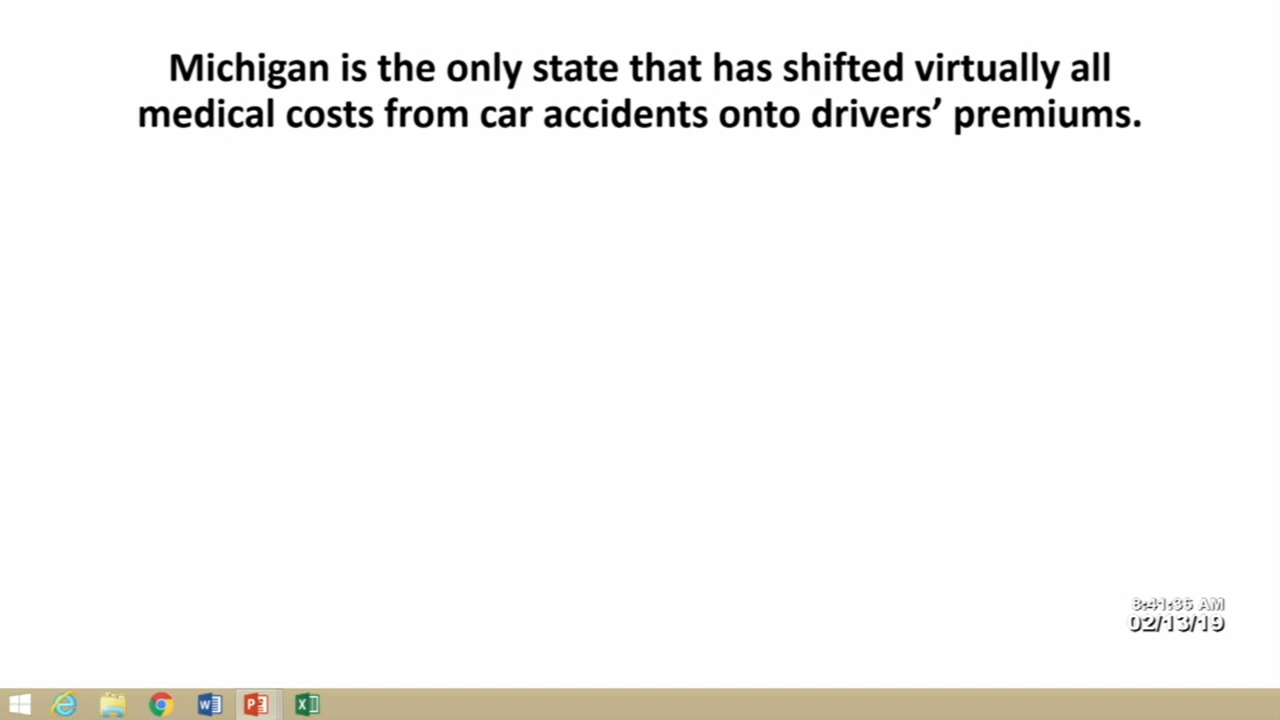 Michigan is the only state that has shifted virtually all
medical costs from car accidents onto drivers’ premiums.
8:41:36 AM
02/13/19